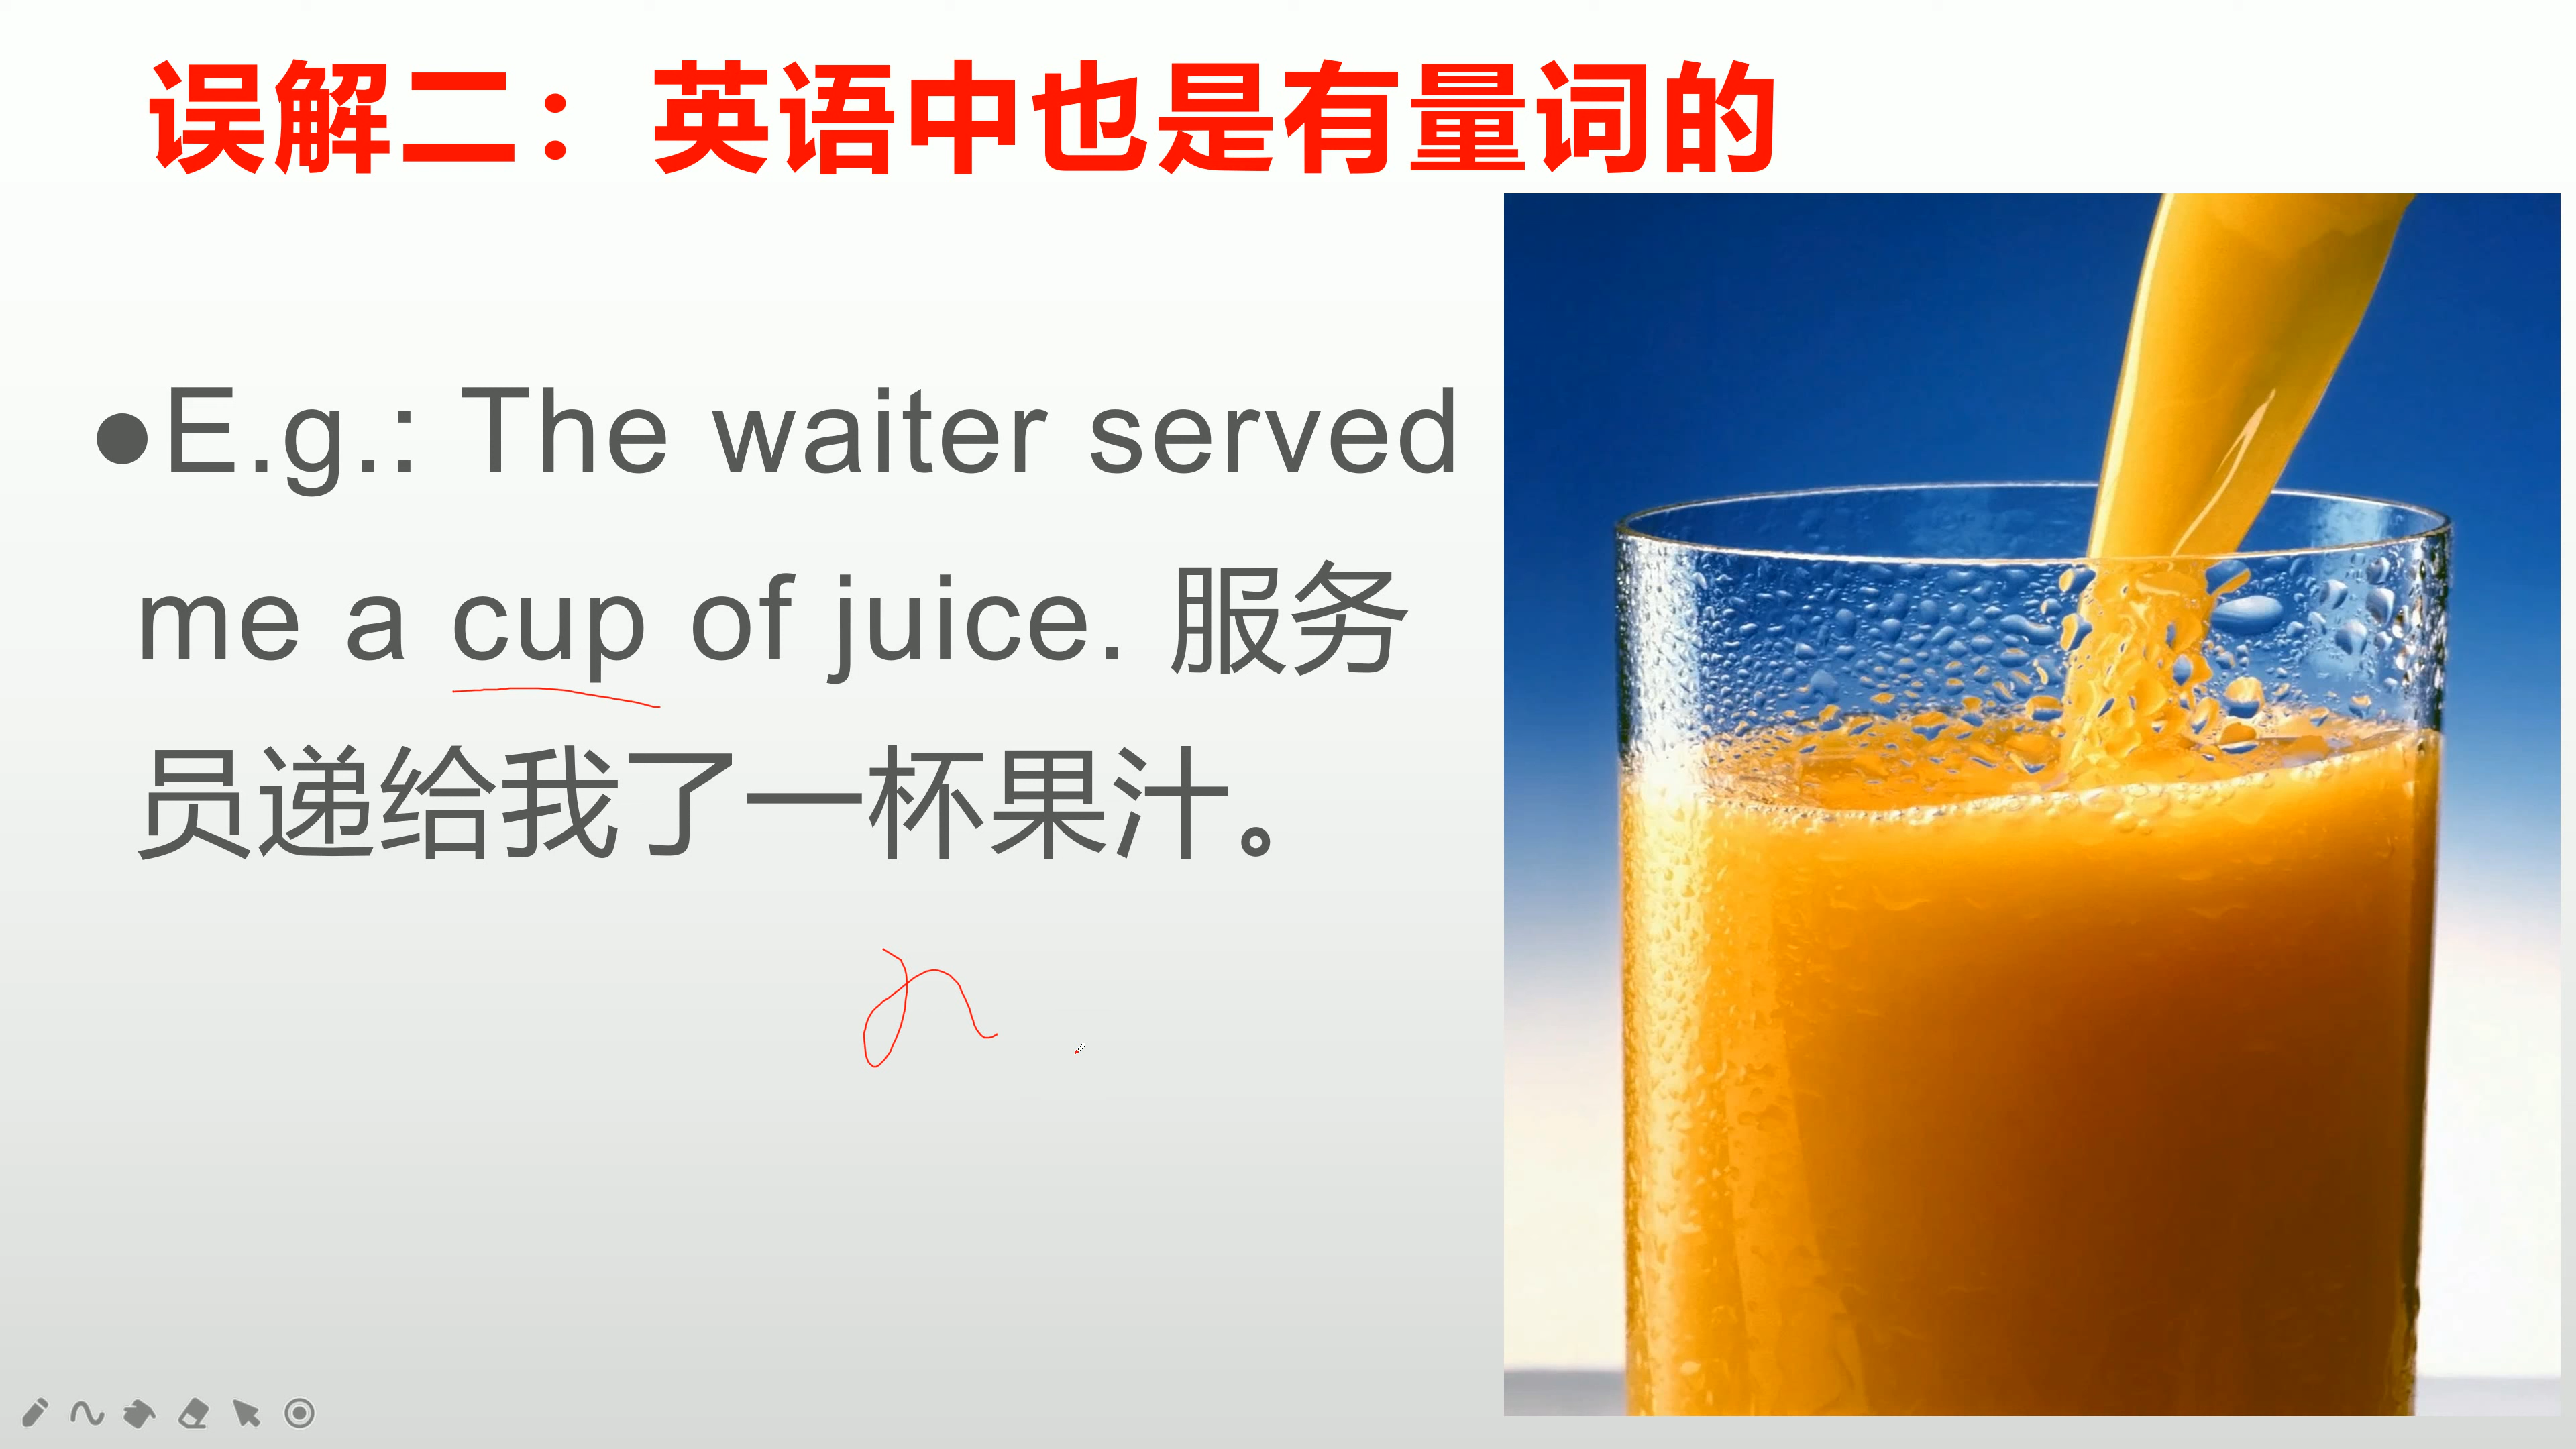 误解二：英语中也是有量词的
●E.g.: The waiter served
me a cup of juice. 服务
员递给我了一杯果汁。
n